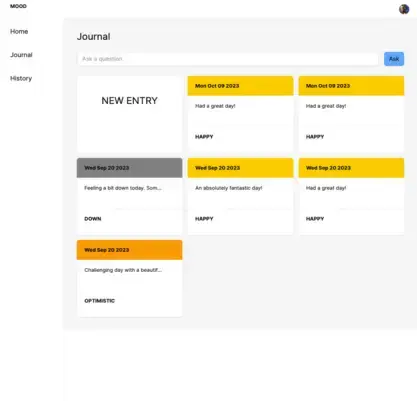 MOOD
Home
Journal
History
Journal
Ask a question
Ask
NEW ENTRY
Mon Oct 09 2023
Had a great day!
HAPPY
Mon Oct 09 2023
Had a great day!
HAPPY
Wed Sep 20 2023
Feeling a bit down today. Som...
DOWN
Wed Sep 20 2023
An absolutely fantastic day!
HAPPY
Wed Sep 20 2023
Had a great day!
HAPPY
Wed Sep 20 2023
Challenging day with a beautif...
OPTIMISTIC